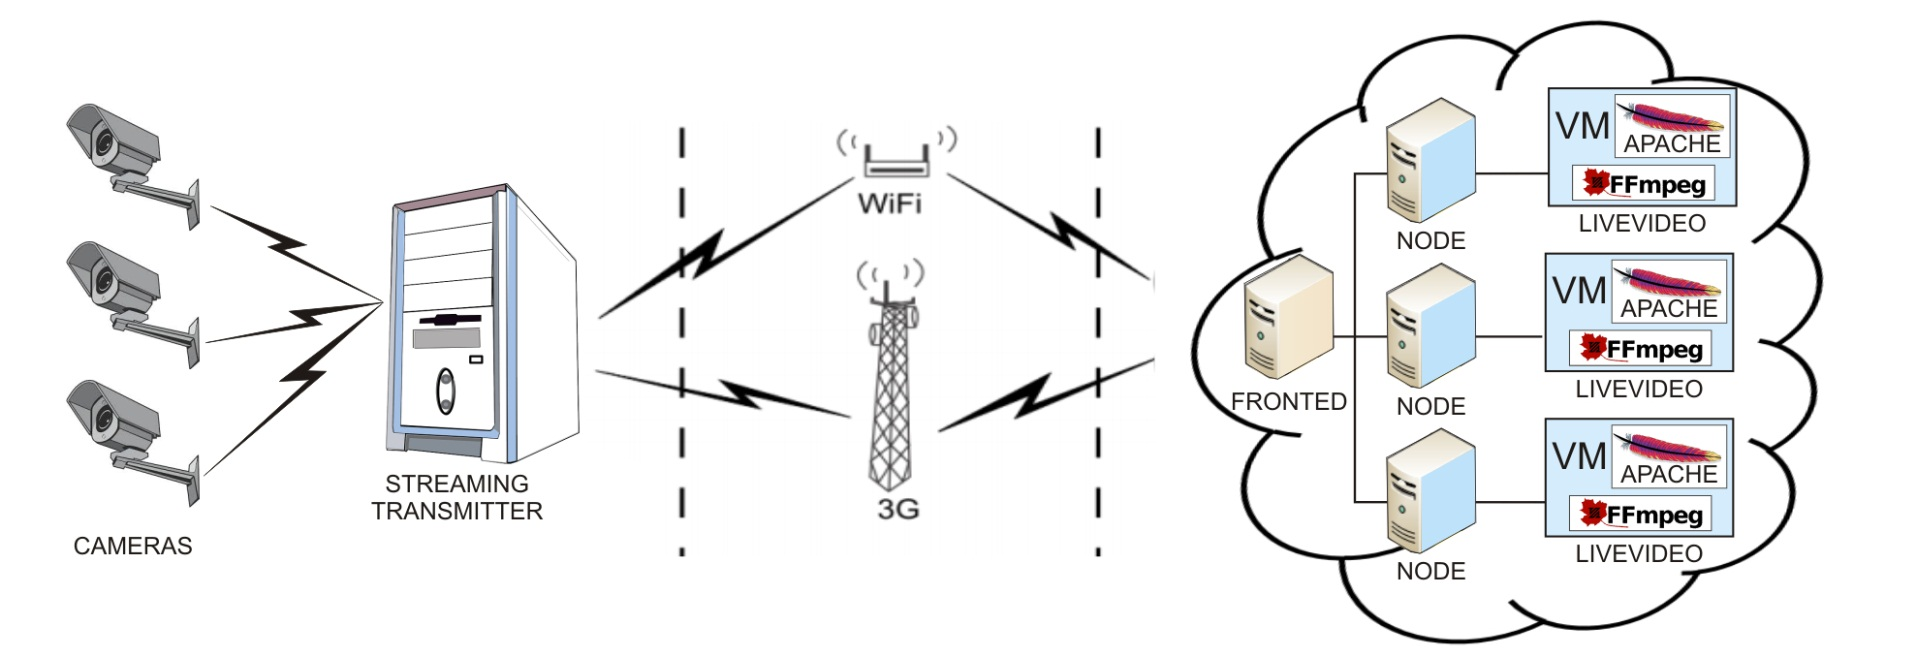 CAMERAS
STREAMING
TRANSMITTER
WiFi
3G
FRONTED
NODE
VM
APACHE
FFmpeg
LIVEVIDEO
NODE
VM
APACHE
FFmpeg
LIVEVIDEO
NODE
VM
APACHE
FFmpeg
LIVEVIDEO